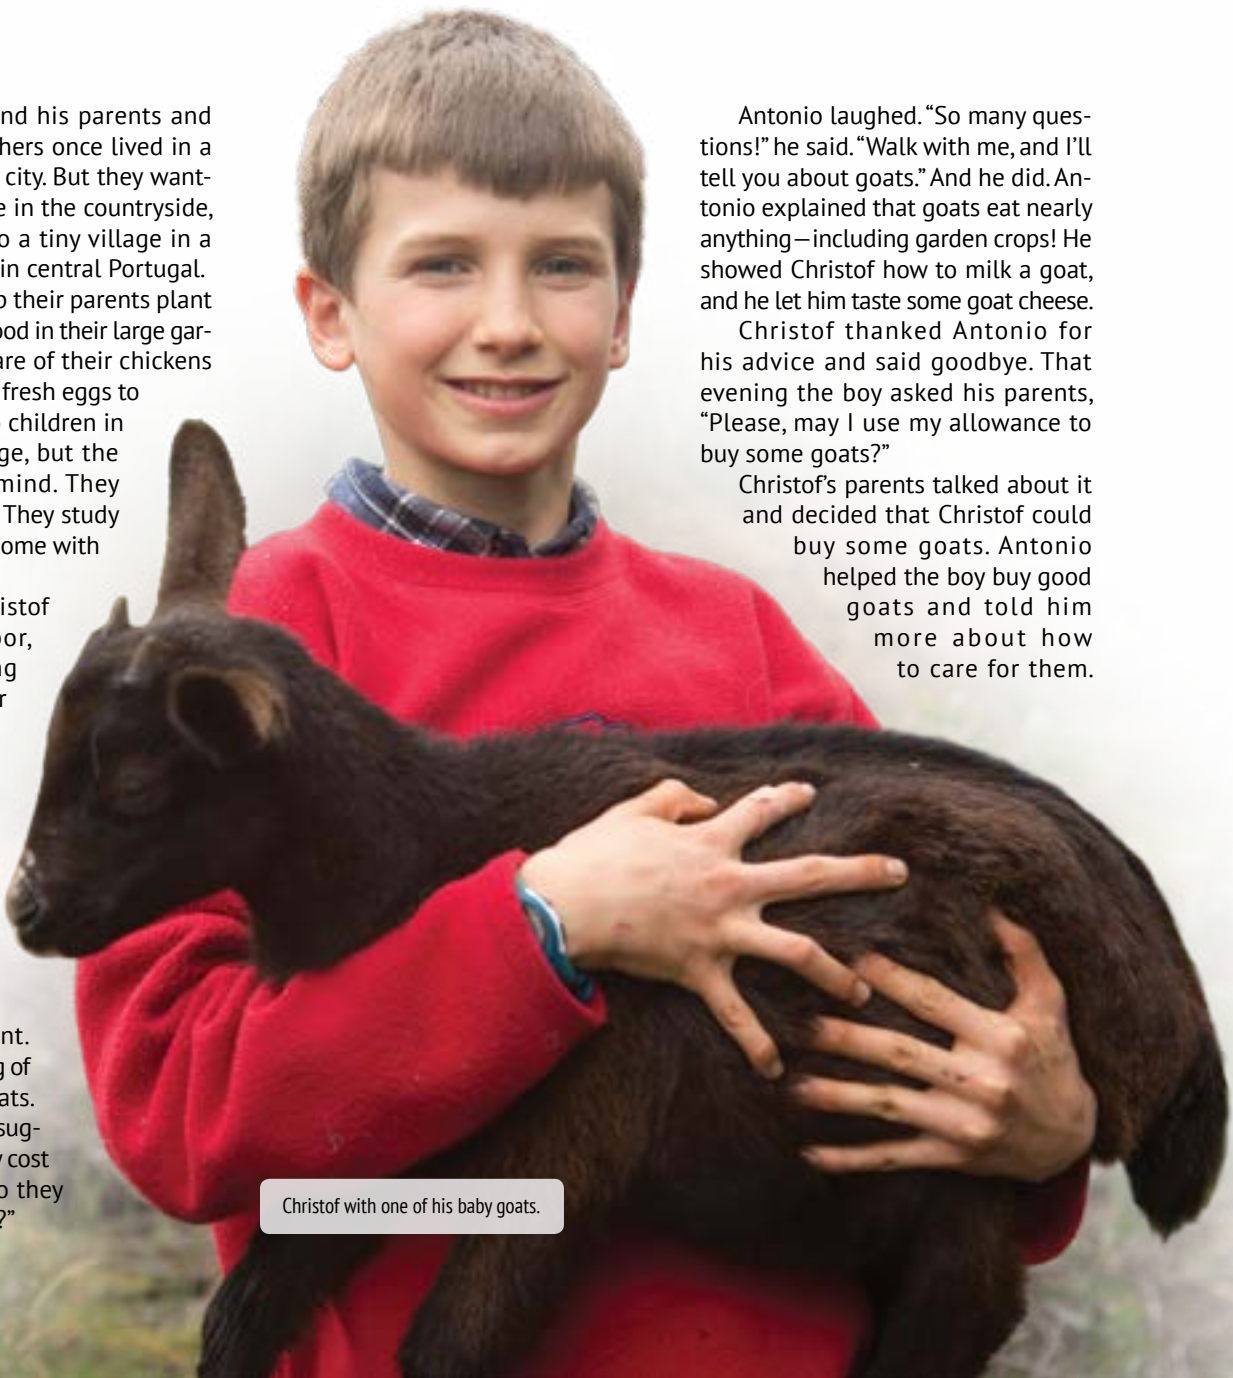 nd his parents and
hers once lived in a
city. But they want-
e in the countryside,
o a tiny village in a
in central Portugal.
p their parents plant
ood in their large gar-
are of their chickens
fresh eggs to
children in
ge, but the
mind. They
They study
ome with
istof
oor,
ng
r
nt.
g of
ats.
sug-
y cost
o they
?”
Antonio laughed. “So many ques-
tions!” he said. “Walk with me, and I’ll
tell you about goats.” And he did. An-
tonio explained that goats eat nearly
anything—including garden crops! He
showed Christof how to milk a goat,
and he let him taste some goat cheese.
Christof thanked Antonio for
his advice and said goodbye. That
evening the boy asked his parents,
“Please, may I use my allowance to
buy some goats?”
Christof’s parents talked about it
and decided that Christof could
buy some goats. Antonio
helped the boy buy good
goats and told him
more about how
to care for them.
Christof with one of his baby goats.